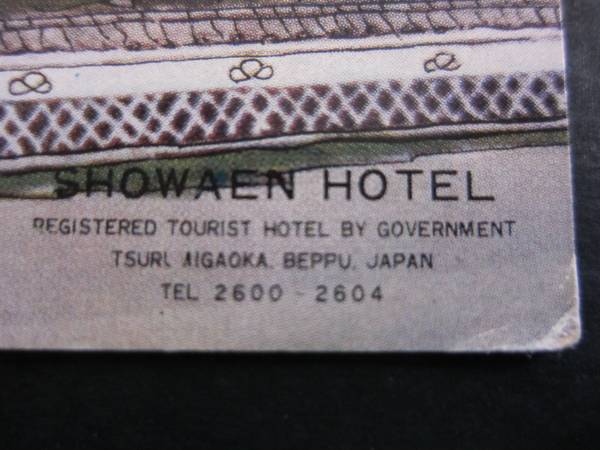 SHOWAEN HOTEL
REGISTERED TOURIST HOTEL BY GOVERNMENT
BEPPU, JAPAN
TEL 2600 - 2604